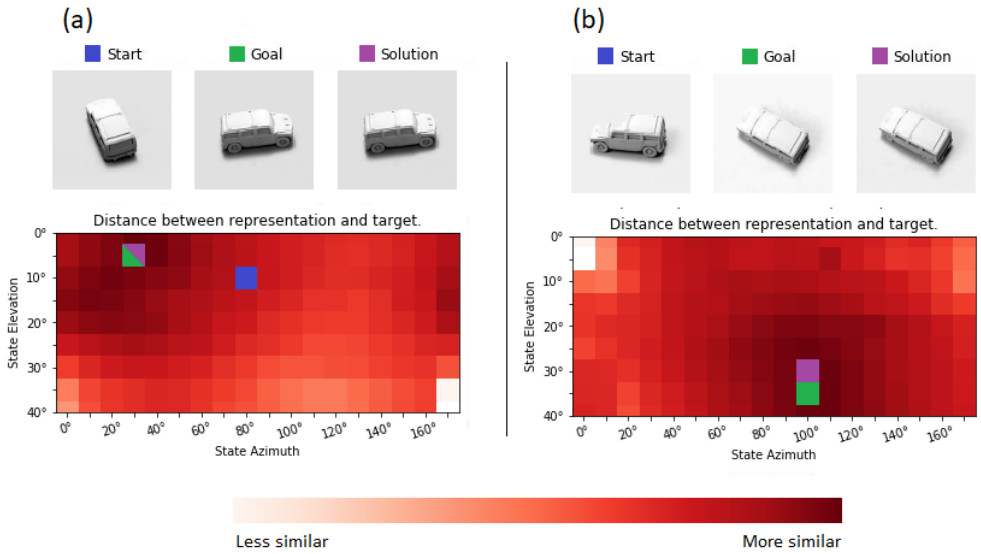 (a)
Start Goal Solution
Distance between representation and target.
0°
10°
20°
30°
40°
State Elevation
0° 20° 40° 60° 80° 100° 120° 140° 160°
State Azimuth
(b)
Start Goal Solution
Distance between representation and target.
0°
10°
20°
30°
40°
State Elevation
0° 20° 40° 60° 80° 100° 120° 140° 160°
State Azimuth
Less similar More similar